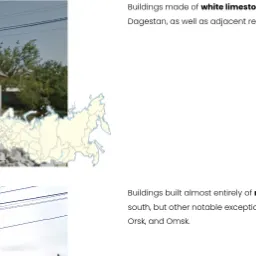 Buildings made of white limesto
Dagestan, as well as adjacent re
Buildings built almost entirely of
south, but other notable exceptio
Orsk, and Omsk.